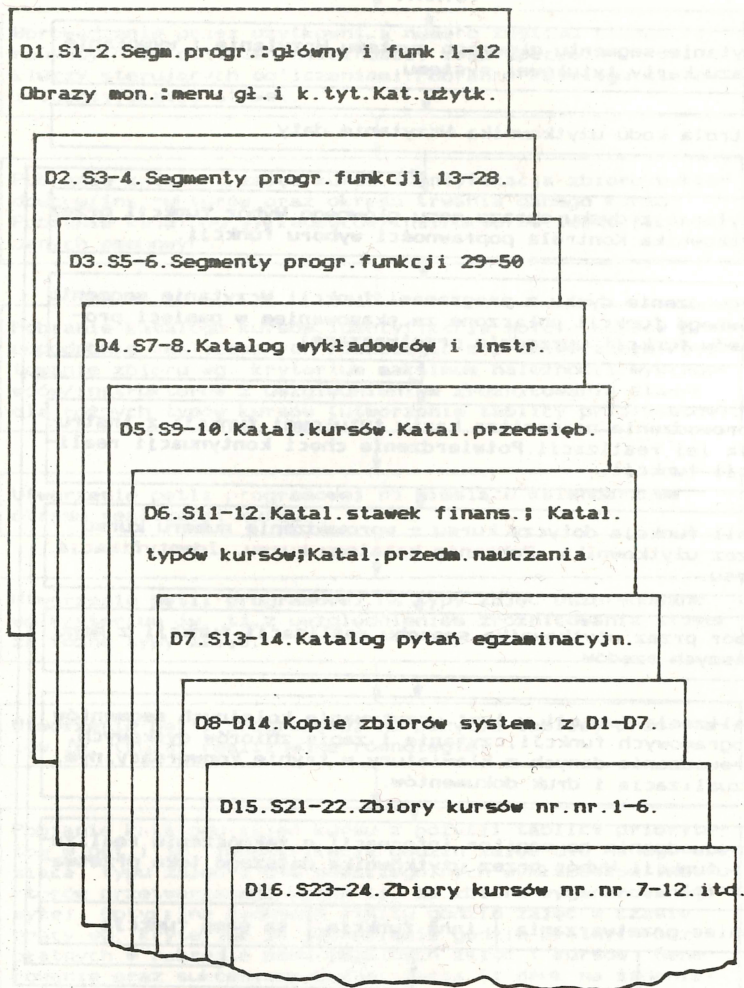 D1.S1-2.Segm.progr.:główny i funk.1-12
Obrazy mon.:menu gł.i k.tyt.Kat.użytk.
D2.S3-4.Segmenty progr.funkcji 13-28.
D3.S5-6.Segmenty progr.funkcji 29-50
D4.S7-8.Katalog wykładowców i instr.
D5.S9-10.Katal.kursów.Katal.przedsięb.
D6.S11-12.Katal.stawek finans.; Katal.
typów kursów;Katal.przedm.nauczania
D7.S13-14.Katalog pytań egzaminacyjn.
D8-D14.Kopie zbiorów system. z D1-D7.
D15.S21-22.Zbiory kursów nr.nr.1-6.
D16.S23-24.Zbiory kursów nr.nr.7-12.itd.